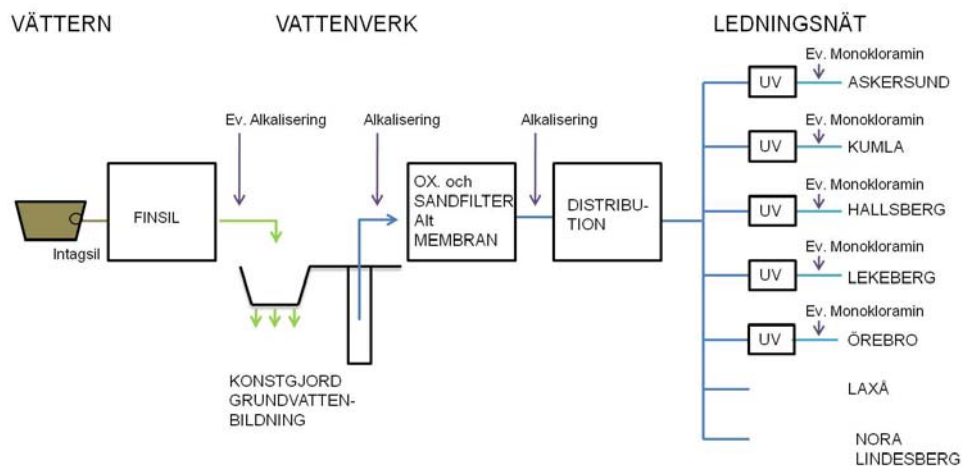 VÄTTERN
VATTENVERK
LEDNINGSNÄT
Intagsil
FINSIL
Ev. Alkalisering
KONSTGJORD
GRUNDVATTEN-
BILDNING
Alkalisering
OX. och
SANDFILTER
Alt
MEMBRAN
Alkalisering
DISTRIBU-
TION
UV
Ev. Monokloramin
ASKERSUND
UV
Ev. Monokloramin
KUMLA
UV
Ev. Monokloramin
HALLSBERG
UV
Ev. Monokloramin
LEKEBERG
UV
Ev. Monokloramin
ÖREBRO
LAXÅ
NORA
LINDESBERG